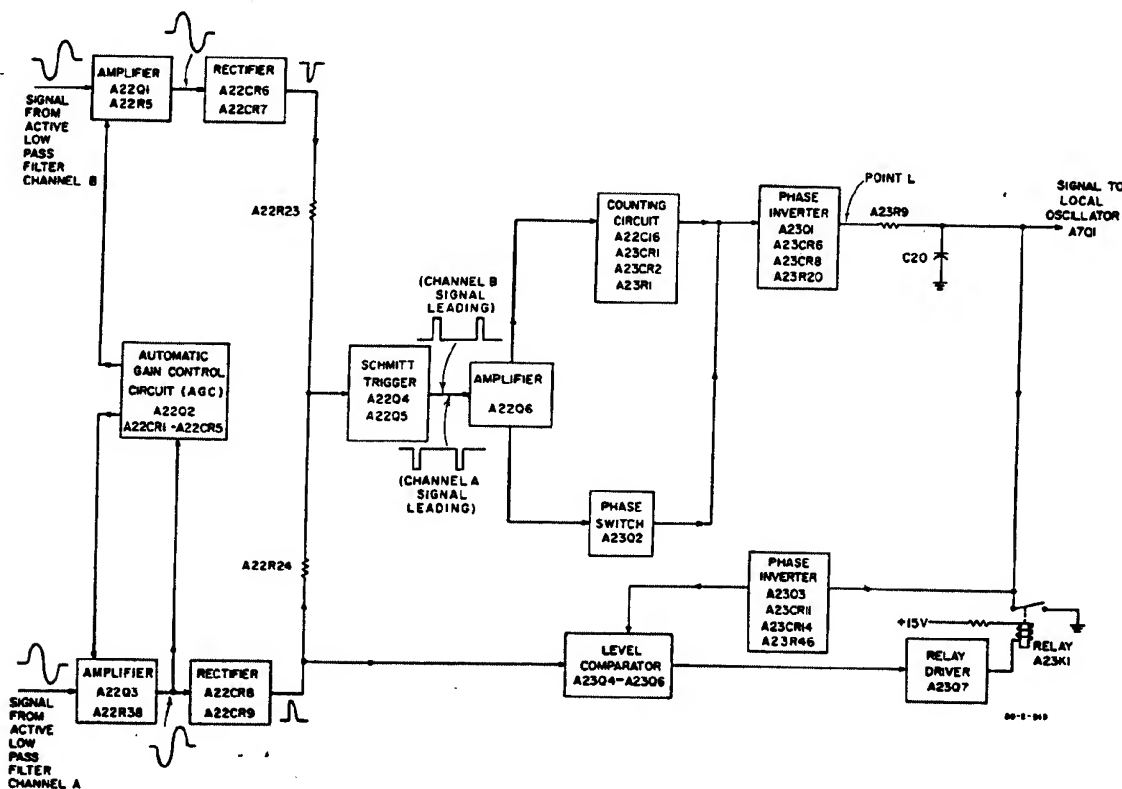 AMPLIFIER
A22Q1
A22R5
RECTIFIER
A22CR6
A22CR7
SIGNAL
FROM
ACTIVE
LOW
PASS
FILTER
CHANNEL B
A22R23
AUTOMATIC
GAIN CONTROL
CIRCUIT (AGC)
A22Q2
A22CR1 -A22CR5
A22R24
AMPLIFIER
A22Q3
A22R38
RECTIFIER
A22CR8
A22CR9
SIGNAL
FROM
ACTIVE
LOW
PASS
FILTER
CHANNEL A
SCHMITT
TRIGGER
A22Q4
A22Q5
(CHANNEL B
SIGNAL
LEADING)
(CHANNEL A
SIGNAL
LEADING)
AMPLIFIER
A22Q6
COUNTING
CIRCUIT
A22C16
A23CR1
A23CR2
A23R1
PHASE
SWITCH
A23Q2
PHASE
INVERTER
A23Q1
A23CR6
A23CR8
A23R20
POINT L
A23R9
C20
SIGNAL TO
LOCAL
OSCILLATOR
A7Q1
PHASE
INVERTER
A23Q3
A23CR11
A23CR14
A23R46
LEVEL
COMPARATOR
A23Q4-A23Q6
+15V
RELAY
DRIVER
A23Q7
RELAY
A23K1